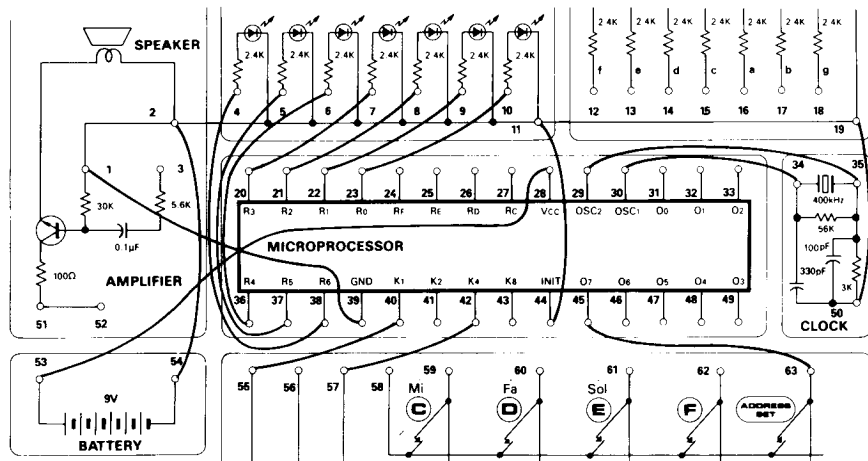 SPEAKER
2.4K 2.4K 2.4K 2.4K 2.4K 2.4K 2.4K
2.4K 2.4K 2.4K 2.4K 2.4K 2.4K 2.4K
f e d c a b g
4 5 6 7 8 9 10
12 13 14 15 16 17 18
2 11 19
1 3
34 35
20 21 22 23 24 25 26 27 28 29 30 31 32 33
R3 R2 R1 R0 RF RE RD RC VCC OSC2 OSC1 O0 O1 O2
400kHz
30K 5.6K
56K
0.1µF
MICROPROCESSOR
100pF
330pF
3K
100Ω
AMPLIFIER
R4 R5 R6 GND K1 K2 K4 K8 INIT O7 O6 O5 O4 O3
36 37 38 39 40 41 42 43 44 45 46 47 48 49
50
51 52
CLOCK
53 54
55 56 57 58 59 60 61 62 63
Mi Fa Sol
C D E F ADDRESS SET
9V
BATTERY